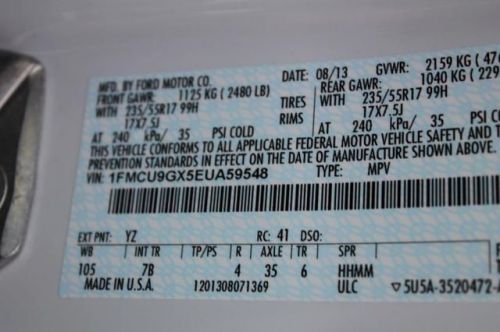 MFD. BY FORD MOTOR CO.
DATE: 08/13
GVWR: 2159 KG
FRONT GAWR: 1125 KG (2480 LB)
REAR GAWR: 1040 KG
WITH 235/55R17 99H TIRES WITH 235/55R17 99H
17X7.5J RIMS 17X7.5J
AT 240 kPa/ 35 PSI COLD AT 240 kPa/ 35 PSI COLD
THIS VEHICLE CONFORMS TO ALL APPLICABLE FEDERAL MOTOR VEHICLE SAFETY AND
PREVENTION STANDARDS IN EFFECT ON THE DATE OF MANUFACTURE SHOWN ABOVE.
VIN: 1FMCU9GX5EUA59548
TYPE: MPV
EXT PNT: YZ RC: 41 DSO:
WB INT TR TP/PS R AXLE TR SPR
105 7B 4 35 6 HHMM
MADE IN U.S.A. 1201308071369 ULC 5U5A-3520472-